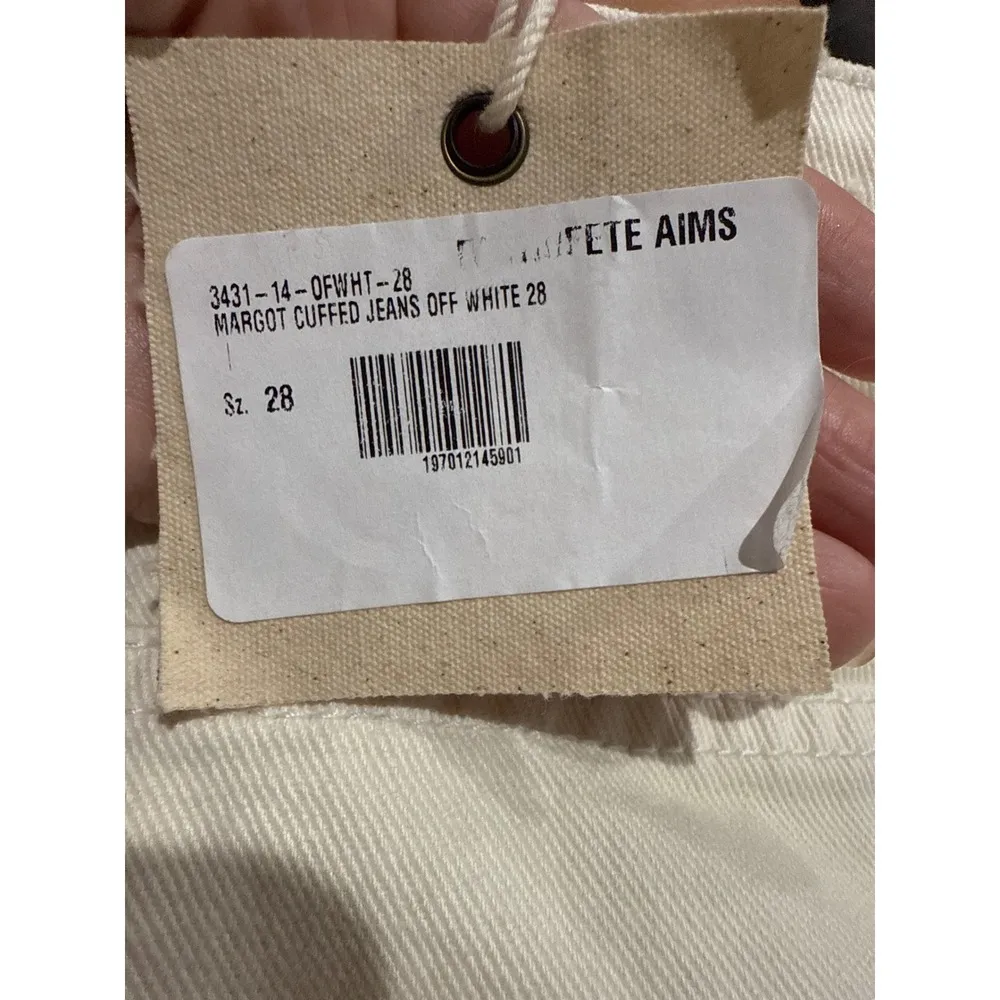 FETE AIMS
3431-14-OFWHT-28
MARGOT CUFFED JEANS OFF WHITE 28
Sz. 28
197012145901